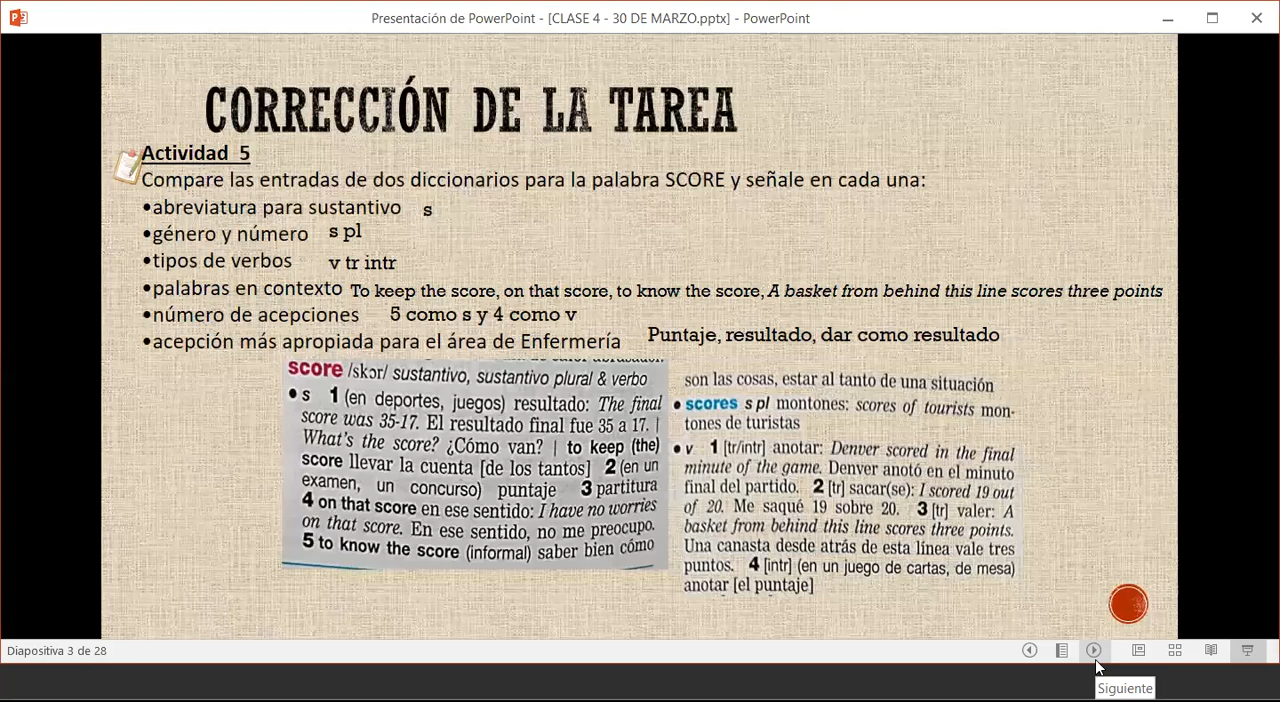 Presentación de PowerPoint - [CLASE 4 - 30 DE MARZO.pptx] - PowerPoint
CORRECCIÓN DE LA TAREA
Actividad 5
Compare las entradas de dos diccionarios para la palabra SCORE y señale en cada una:
•abreviatura para sustantivo s
•género y número s pl
•tipos de verbos v tr intr
•palabras en contexto To keep the score, on that score, to know the score, A basket from behind this line scores three points
•número de acepciones 5 como s y 4 como v
•acepción más apropiada para el área de Enfermería Puntaje, resultado, dar como resultado
score /skɔr/ sustantivo, sustantivo plural & verbo
• s 1 (en deportes, juegos) resultado: The final
score was 35-17. El resultado final fue 35 a 17. |
What's the score? ¿Cómo van? | to keep (the)
score llevar la cuenta [de los tantos] 2 (en un
examen, un concurso) puntaje 3 partitura
4 on that score en ese sentido: I have no worries
on that score. En ese sentido, no me preocupo.
5 to know the score (informal) saber bien cómo
son las cosas, estar al tanto de una situación
• scores s pl montones: scores of tourists mon-
tones de turistas
• v 1 [tr/intr] anotar: Denver scored in the final
minute of the game. Denver anotó en el minuto
final del partido. 2 [tr] sacar(se): I scored 19 out
of 20. Me saqué 19 sobre 20. 3 [tr] valer: A
basket from behind this line scores three points.
Una canasta desde atrás de esta línea vale tres
puntos. 4 [intr] (en un juego de cartas, de mesa)
anotar [el puntaje]
Diapositiva 3 de 28
Siguiente